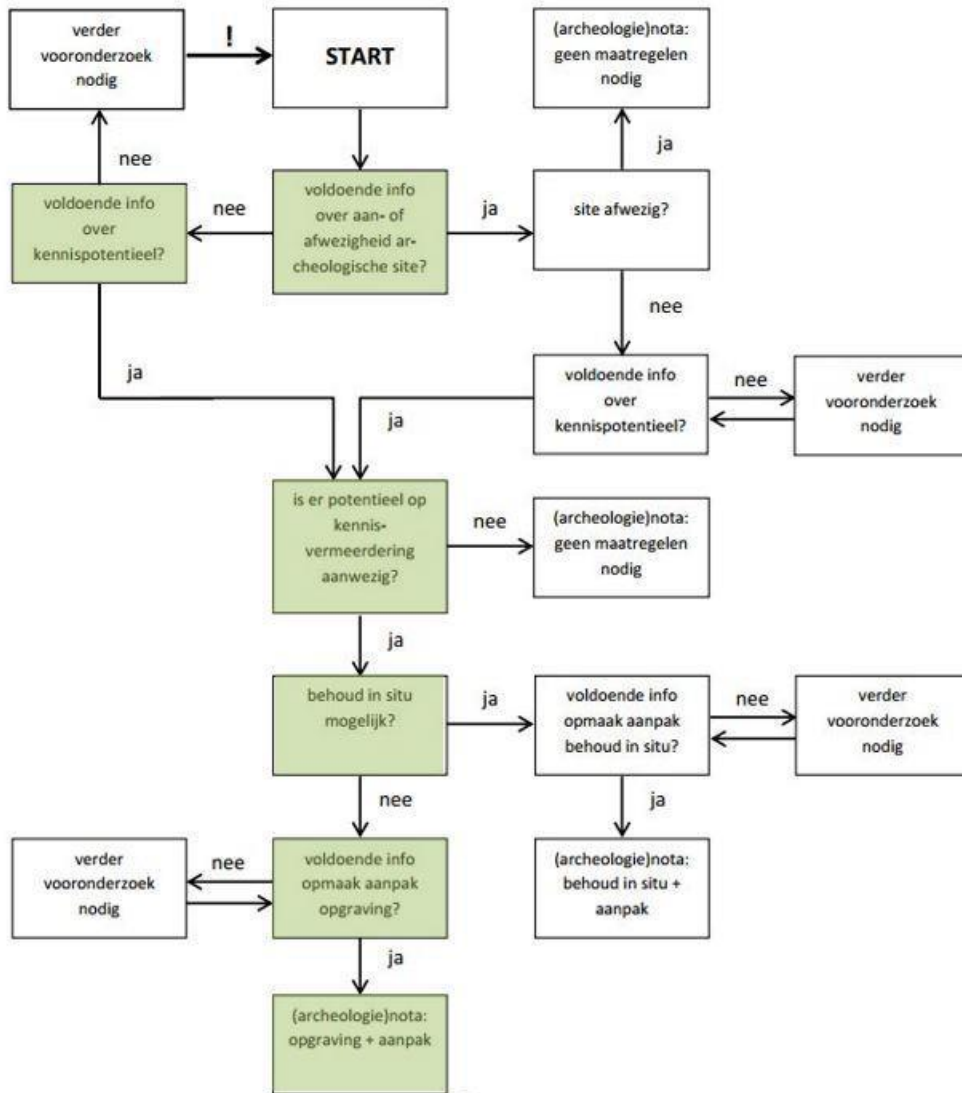 verder
vooronderzoek
nodig
!
START
(archeologie)nota:
geen maatregelen
nodig
nee
ja
voldoende info
over
kennispotentieel?
nee
voldoende info
over aan- of
afwezigheid ar-
cheologische site?
ja
site afwezig?
nee
ja
voldoende info
over
kennispotentieel?
nee
verder
vooronderzoek
nodig
ja
is er potentieel op
kennis-
vermeerdering
aanwezig?
nee
(archeologie)nota:
geen maatregelen
nodig
ja
behoud in situ
mogelijk?
ja
voldoende info
opmaak aanpak
behoud in situ?
nee
verder
vooronderzoek
nodig
nee
ja
verder
vooronderzoek
nodig
nee
voldoende info
opmaak aanpak
opgraving?
(archeologie)nota:
behoud in situ +
aanpak
ja
(archeologie)nota:
opgraving + aanpak